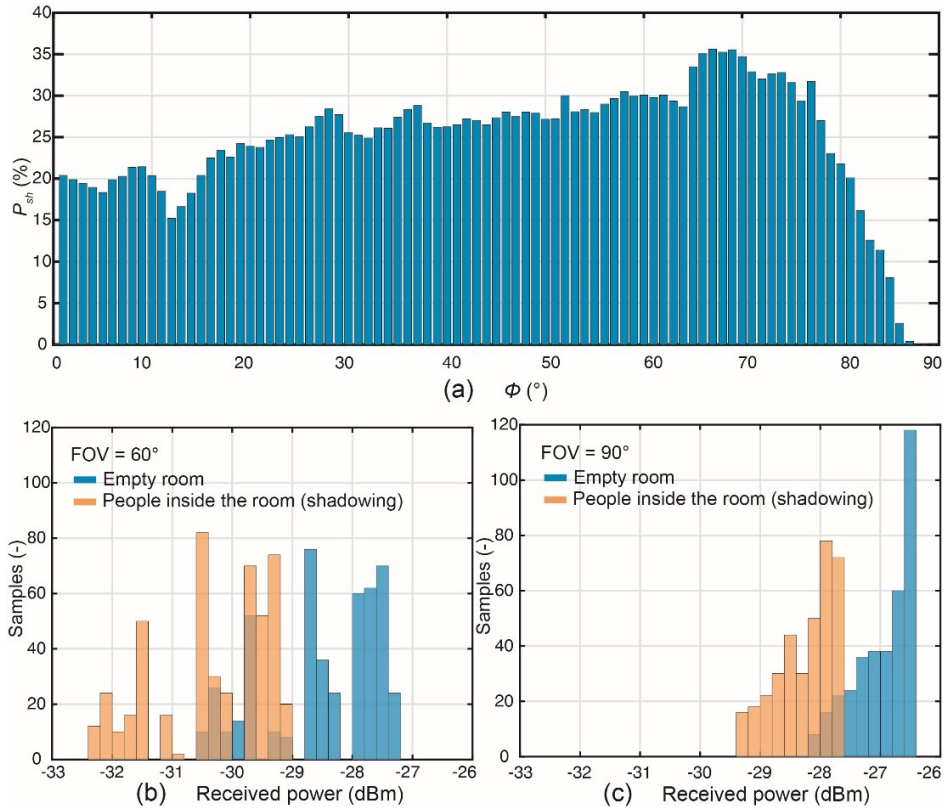 40
35
30
25
20
15
10
5
0
P_sh (%)
0 10 20 30 40 50 60 70 80 90
(a) Φ (°)
120
100
80
60
40
20
0
Samples (-)
FOV = 60°
Empty room
People inside the room (shadowing)
-33 -32 -31 -30 -29 -28 -27 -26
(b) Received power (dBm)
120
100
80
60
40
20
0
Samples (-)
FOV = 90°
Empty room
People inside the room (shadowing)
-33 -32 -31 -30 -29 -28 -27 -26
(c) Received power (dBm)